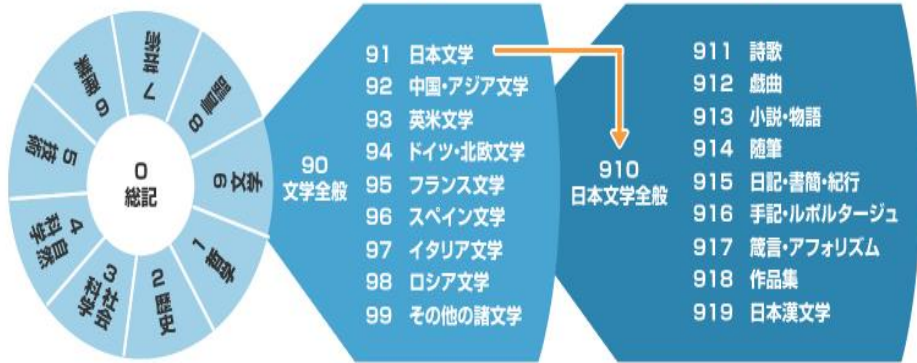 0
総記
1 哲学
2 歴史
3 社会
科学
4 自然
科学
5 技術
6 産業
7 芸術
8 言語
9 文学
90
文学全般
91 日本文学
92 中国・アジア文学
93 英米文学
94 ドイツ・北欧文学
95 フランス文学
96 スペイン文学
97 イタリア文学
98 ロシア文学
99 その他の諸文学
910
日本文学全般
911 詩歌
912 戯曲
913 小説・物語
914 随筆
915 日記・書簡・紀行
916 手記・ルポルタージュ
917 箴言・アフォリズム
918 作品集
919 日本漢文学